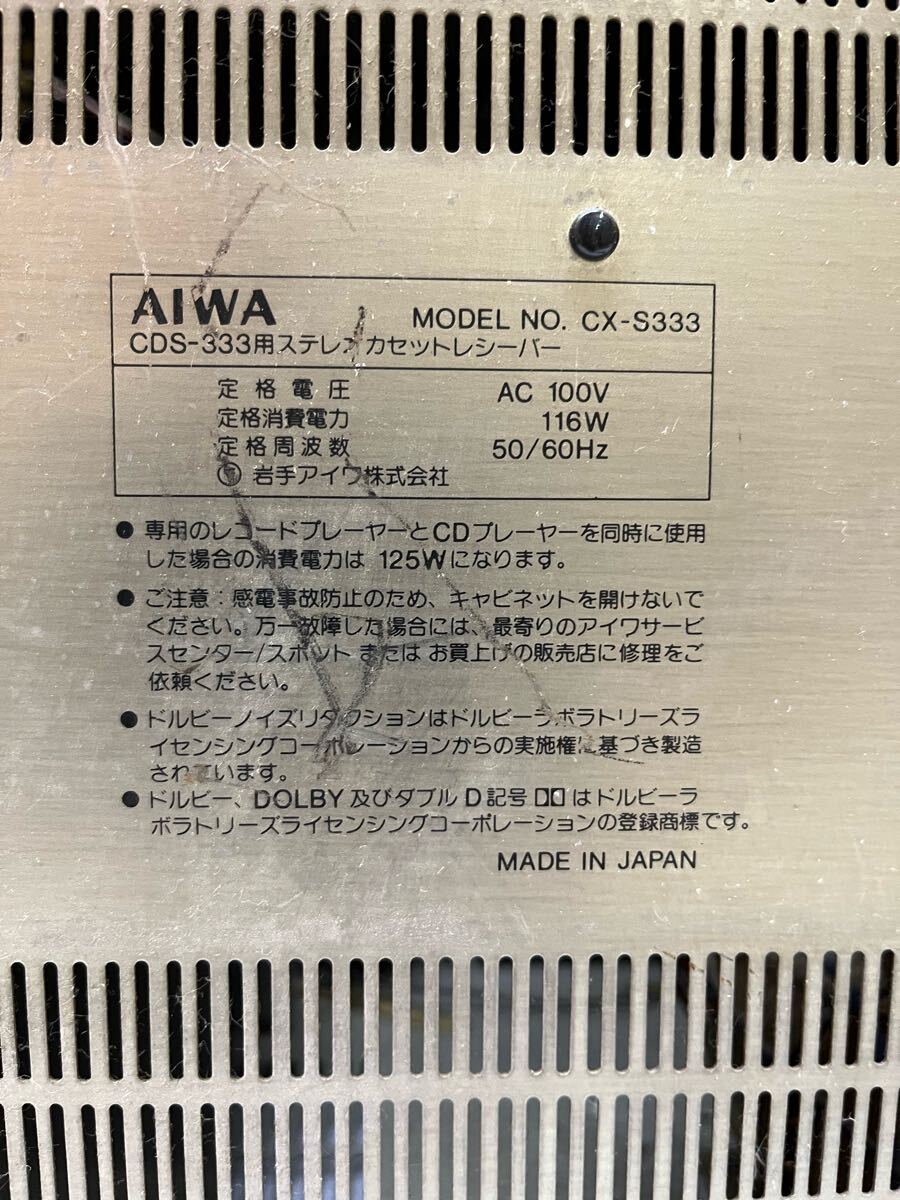 AIWA MODEL NO. CX-S333
CDS-333用ステレオカセットレシーバー
定格電圧 AC 100V
定格消費電力 116W
定格周波数 50/60Hz
〒 岩手アイワ株式会社
● 専用のレコードプレーヤーとCDプレーヤーを同時に使用
した場合の消費電力は 125Wになります。
● ご注意：感電事故防止のため、キャビネットを開けないで
ください。万一故障した場合には、最寄りのアイワサービ
スセンター/スポット または お買上げの販売店に修理をご
依頼ください。
● ドルビーノイズリダクションはドルビーラボラトリーズラ
イセンシングコーポレーションからの実施権に基づき製造
されています。
● ドルビー、DOLBY 及びダブル D記号 はドルビーラ
ボラトリーズライセンシングコーポレーションの登録商標です。
MADE IN JAPAN